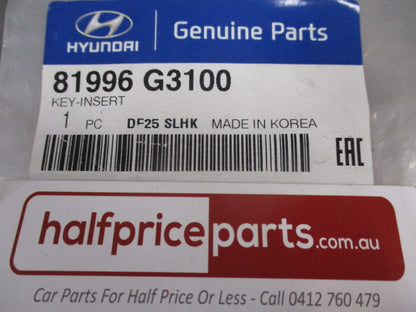 HYUNDAI
Genuine Parts
81996 G3100
KEY-INSERT
1 PC DF25 SLHK MADE IN KOREA
EAC
halfpriceparts.com.au
Car Parts For Half Price Or Less - Call 0412 760 479